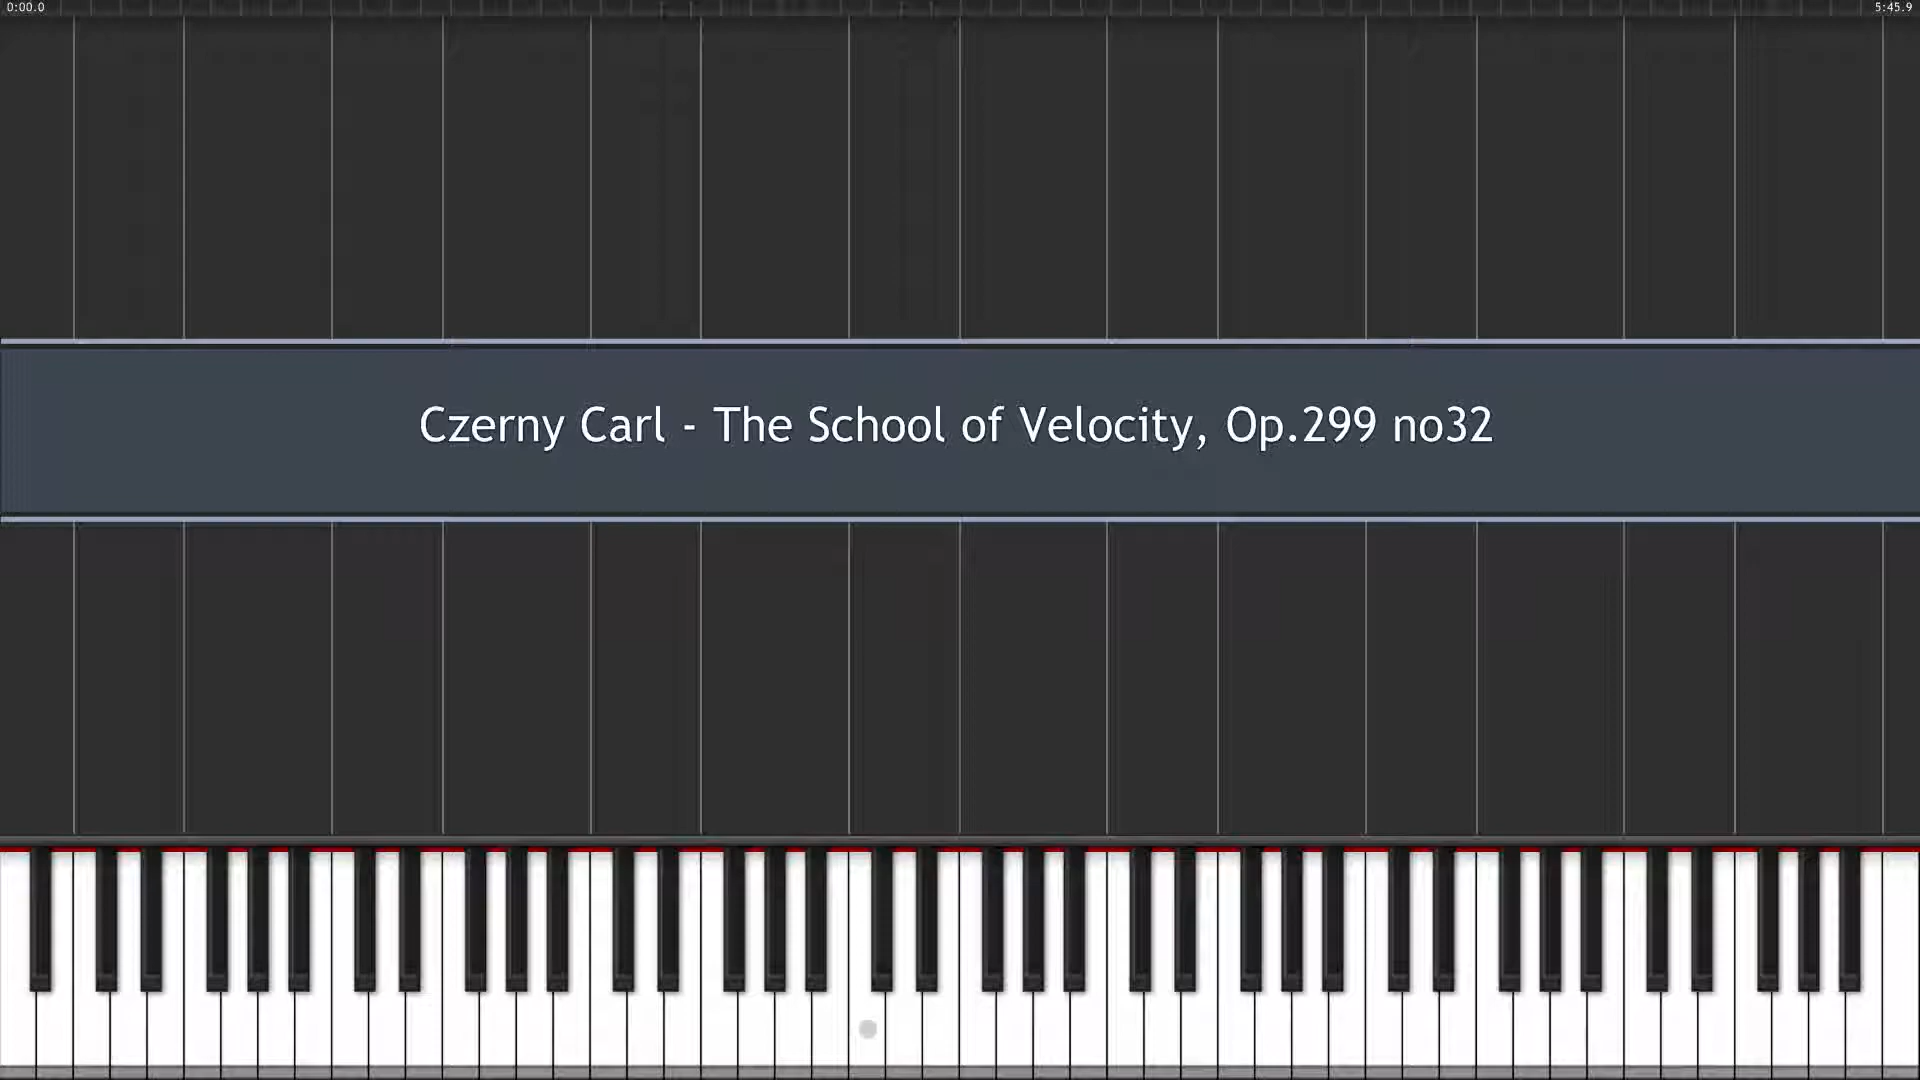 0:00.0 5:45.9
Czerny Carl - The School of Velocity, Op.299 no32